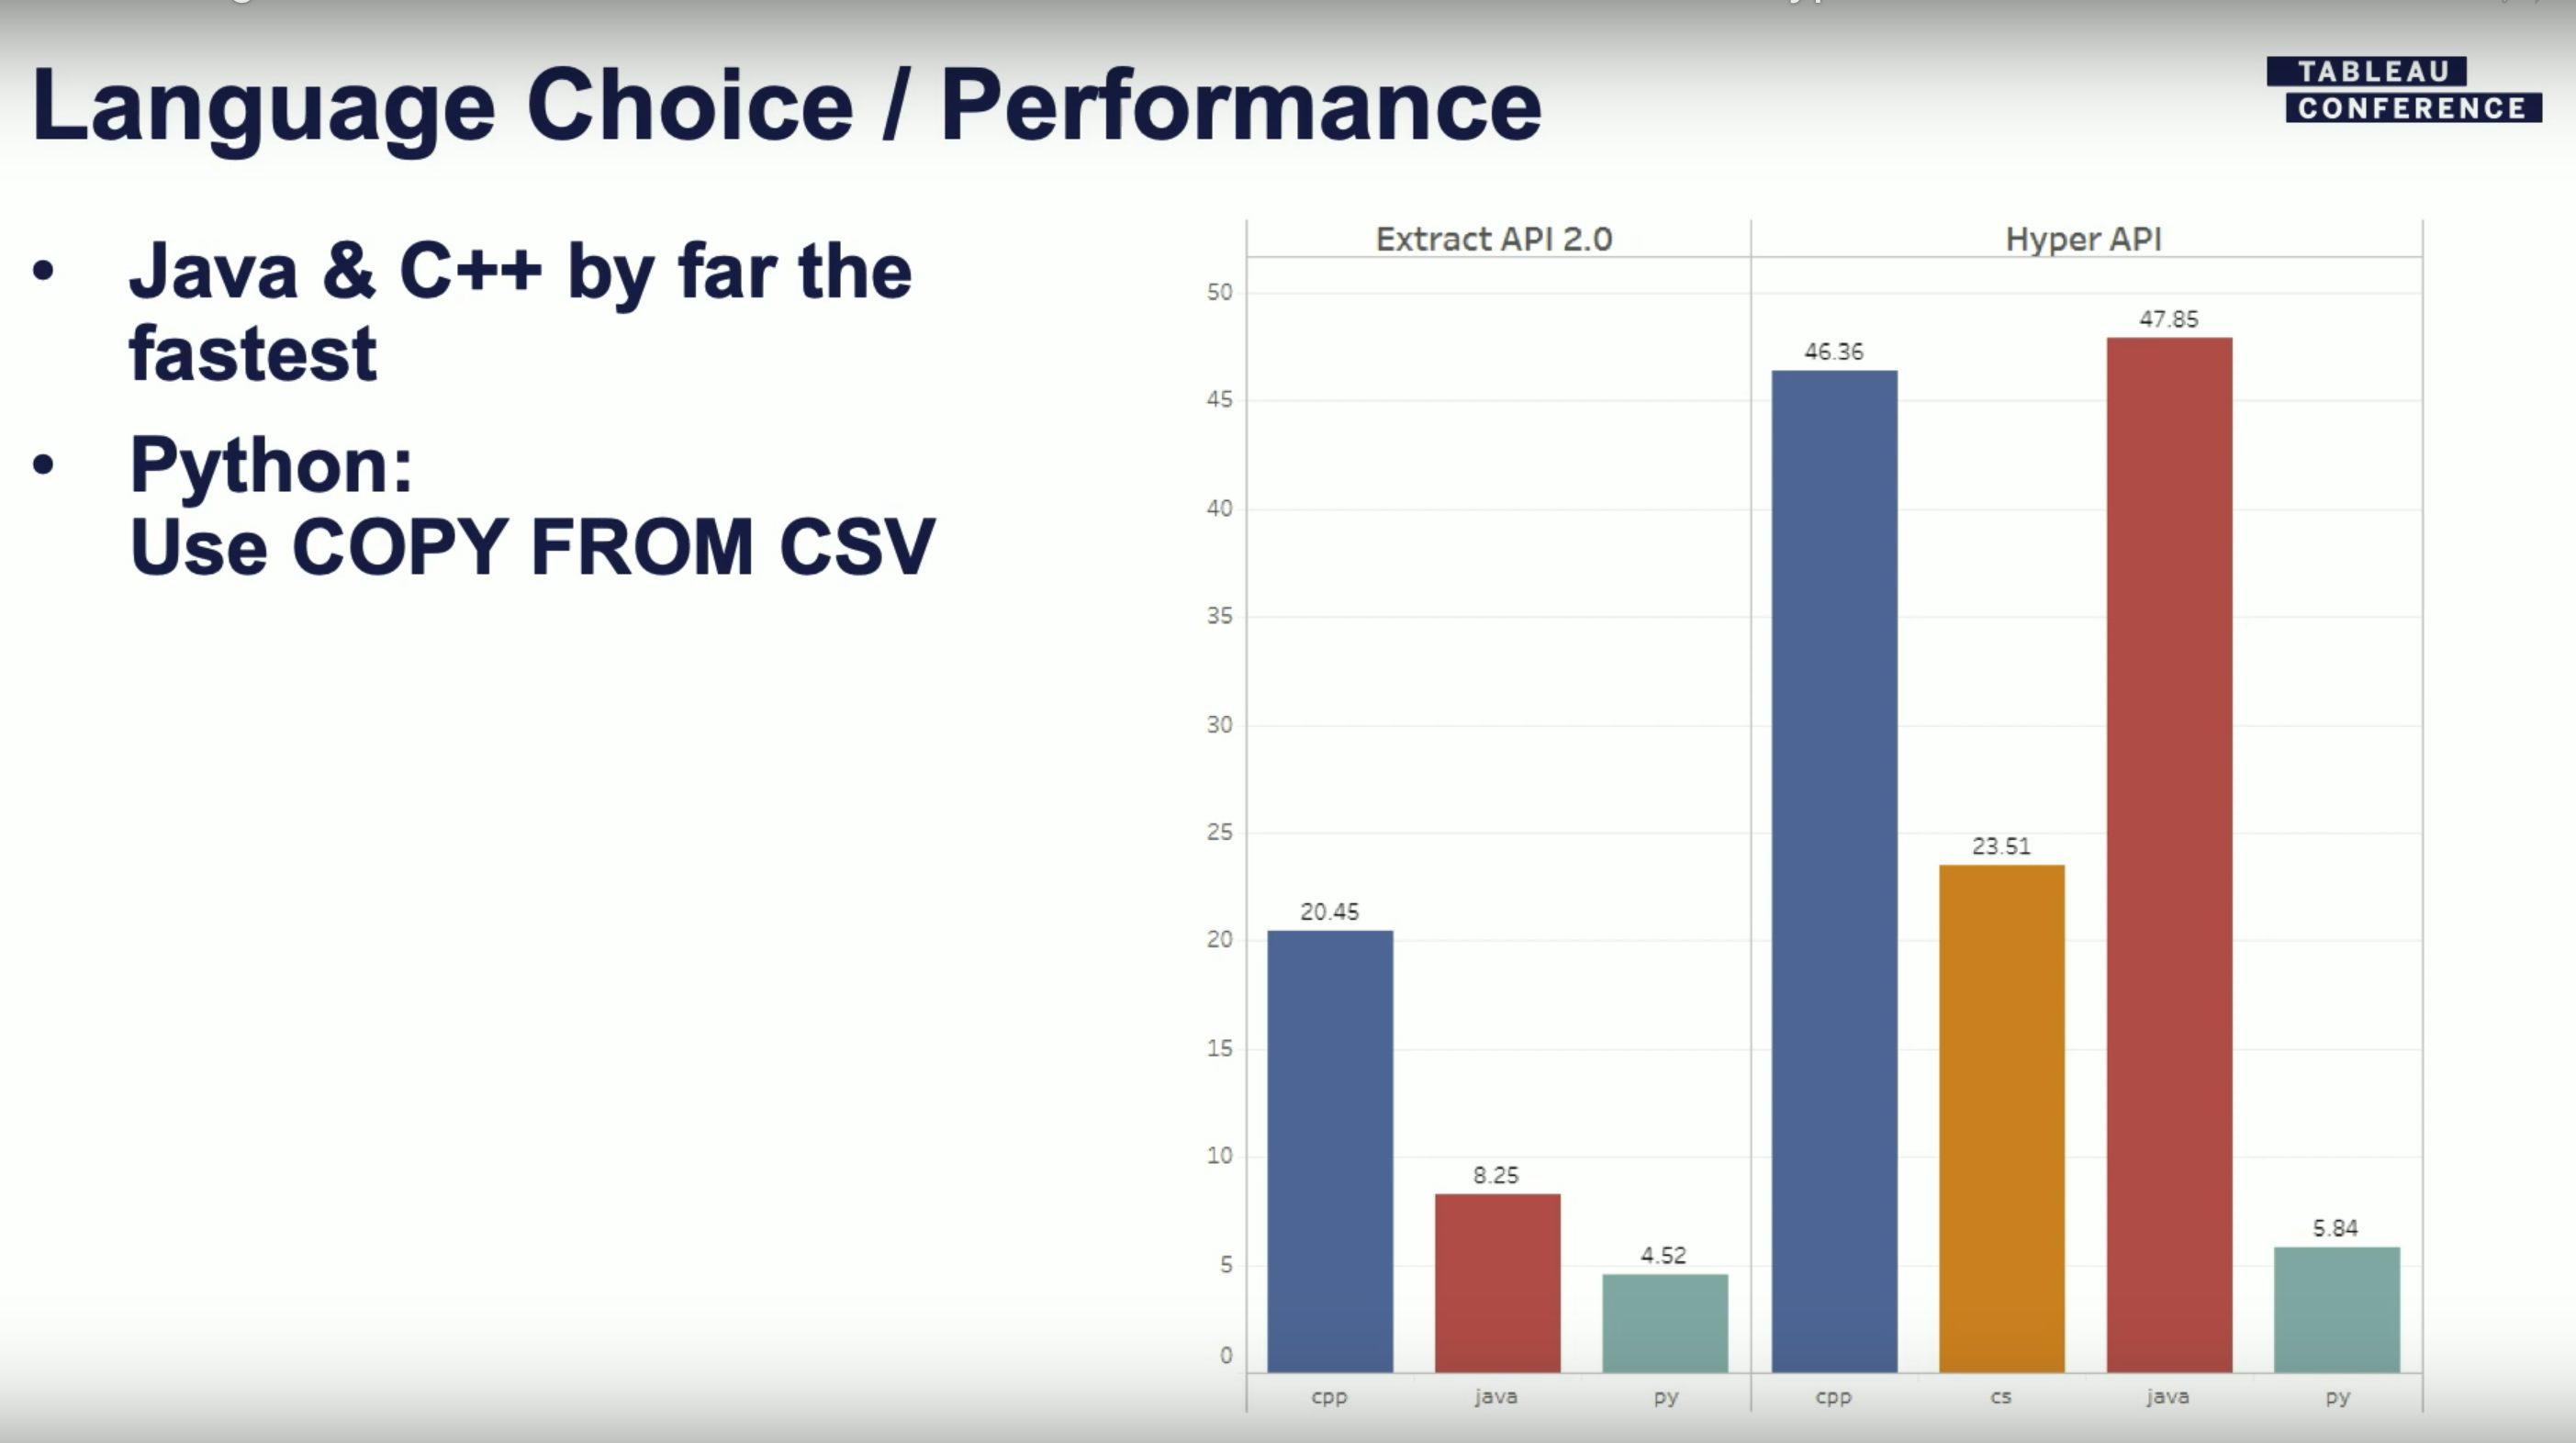 Language Choice / Performance
TABLEAU
CONFERENCE
• Java & C++ by far the
fastest
• Python:
Use COPY FROM CSV
Extract API 2.0
Hyper API
50
45
40
35
30
25
20
15
10
5
0
20.45
8.25
4.52
46.36
23.51
47.85
5.84
cpp
java
py
cpp
cs
java
py